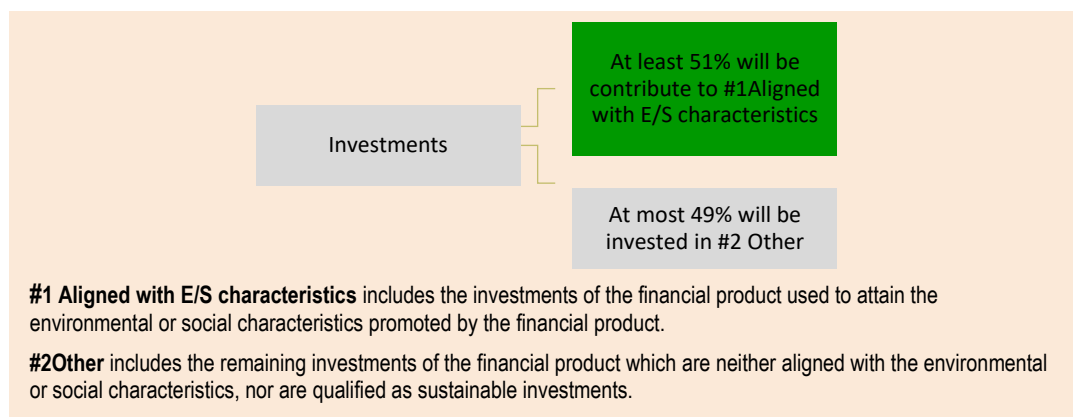 At least 51% will be
contribute to #1Aligned
with E/S characteristics
Investments
At most 49% will be
invested in #2 Other
#1 Aligned with E/S characteristics includes the investments of the financial product used to attain the
environmental or social characteristics promoted by the financial product.
#2Other includes the remaining investments of the financial product which are neither aligned with the environmental
or social characteristics, nor are qualified as sustainable investments.